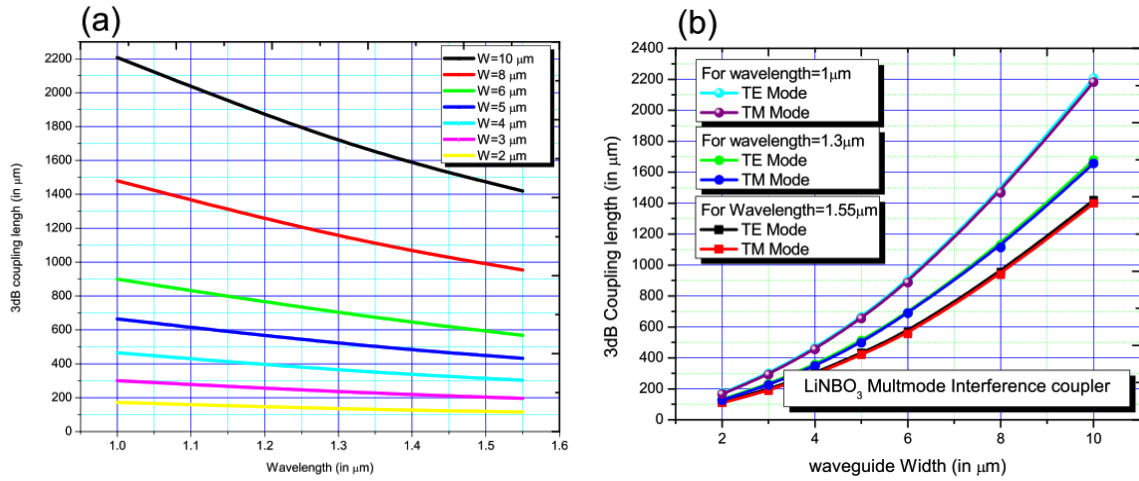 (a)
2200
2000
1800
1600
1400
1200
1000
800
600
400
200
0
3dB coupling lengh (in μm)
W=10 μm
W=8 μm
W=6 μm
W=5 μm
W=4 μm
W=3 μm
W=2 μm
1.0 1.1 1.2 1.3 1.4 1.5 1.6
Wavelength (in μm)
(b)
2400
2200
2000
1800
1600
1400
1200
1000
800
600
400
200
0
3dB Coupling length (in μm)
For wavelength=1μm
TE Mode
TM Mode
For wavelength=1.3μm
TE Mode
TM Mode
For Wavelength=1.55μm
TE Mode
TM Mode
LiNBO₃ Multmode Interference coupler
2 4 6 8 10
waveguide Width (in μm)